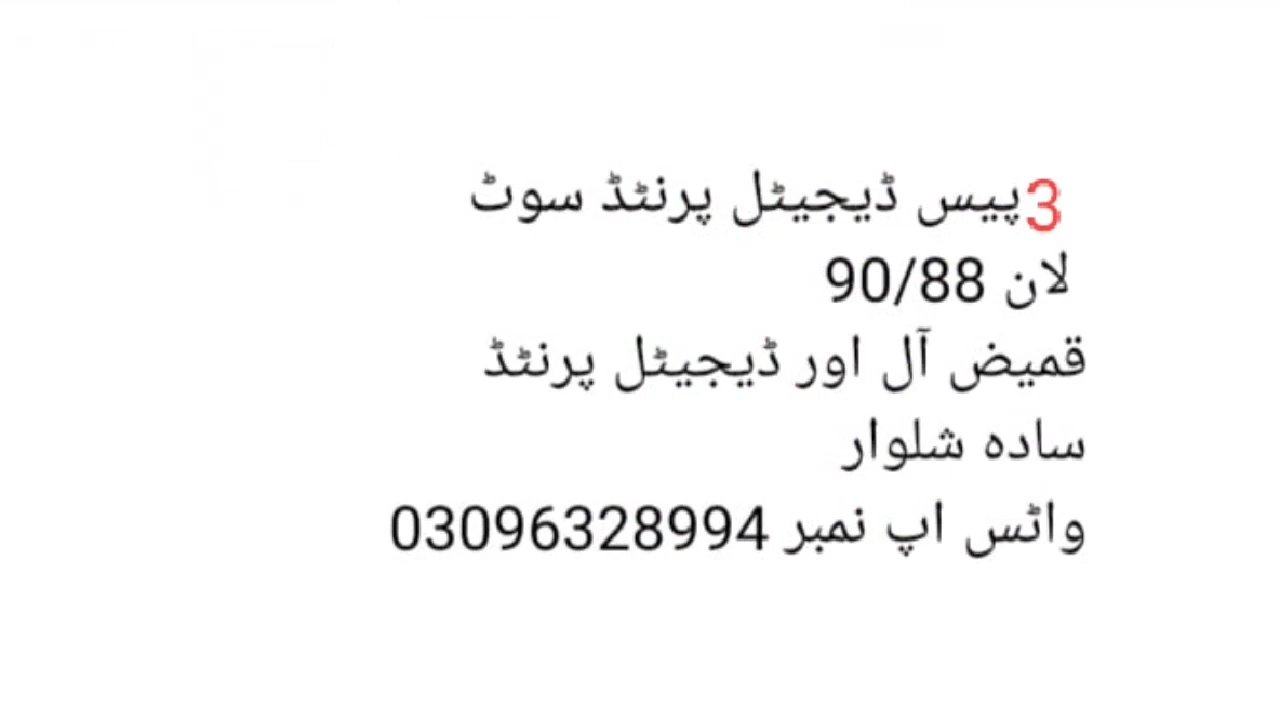 3پیس ڈیجیٹل پرنٹڈ سوٹ
لان 90/88
قمیض آل اور ڈیجیٹل پرنٹڈ
سادہ شلوار
واٹس اپ نمبر 03096328994